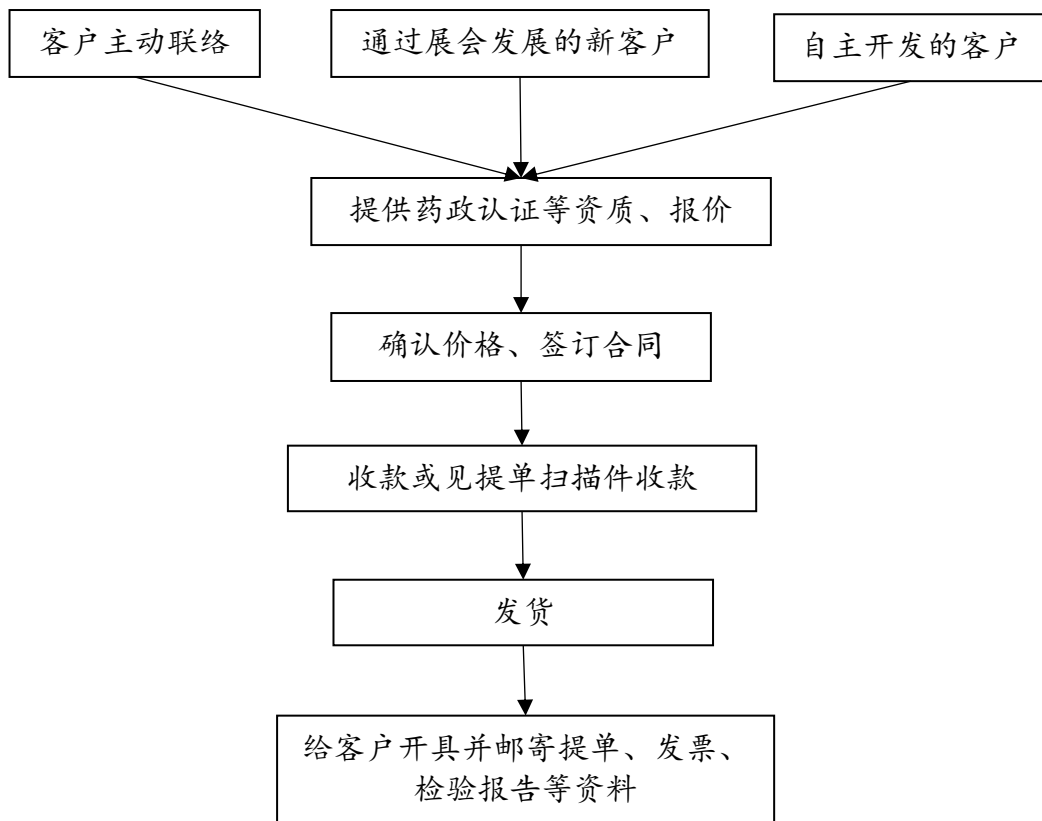 客户主动联络
通过展会发展的新客户
自主开发的客户
提供药政认证等资质、报价
确认价格、签订合同
收款或见提单扫描件收款
发货
给客户开具并邮寄提单、发票、
检验报告等资料